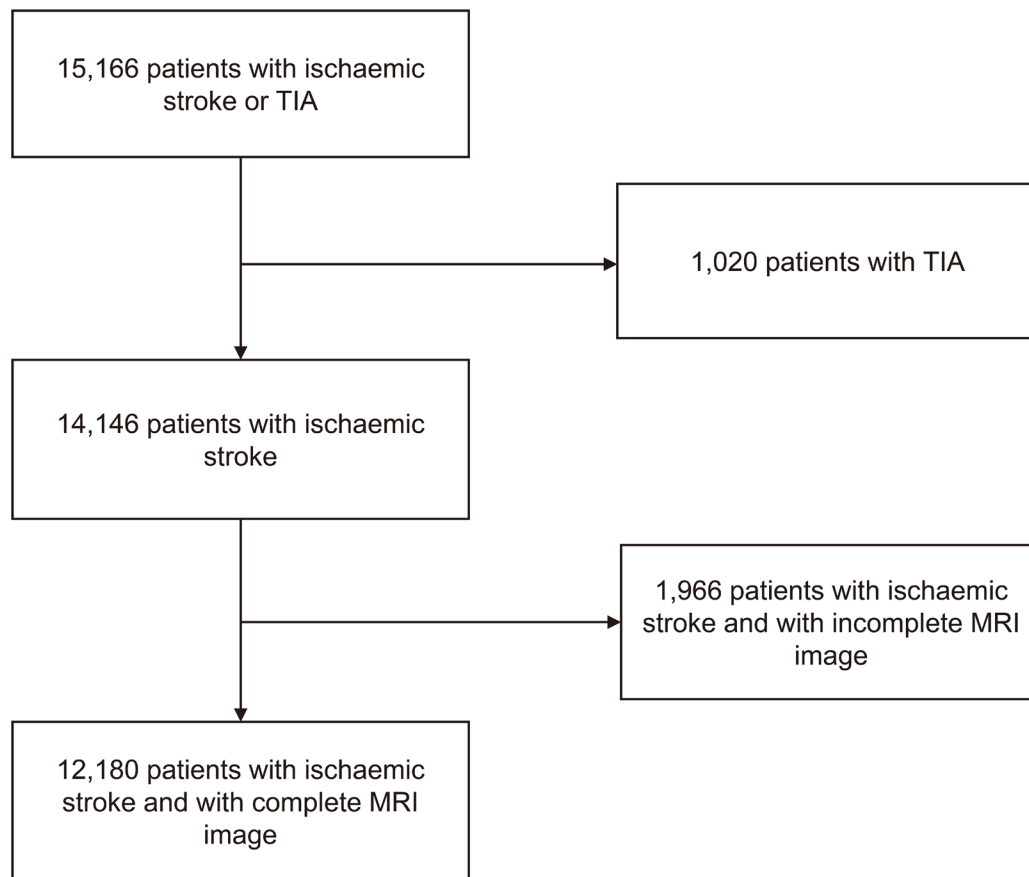 15,166 patients with ischaemic
stroke or TIA
1,020 patients with TIA
14,146 patients with ischaemic
stroke
1,966 patients with ischaemic
stroke and with incomplete MRI
image
12,180 patients with ischaemic
stroke and with complete MRI
image